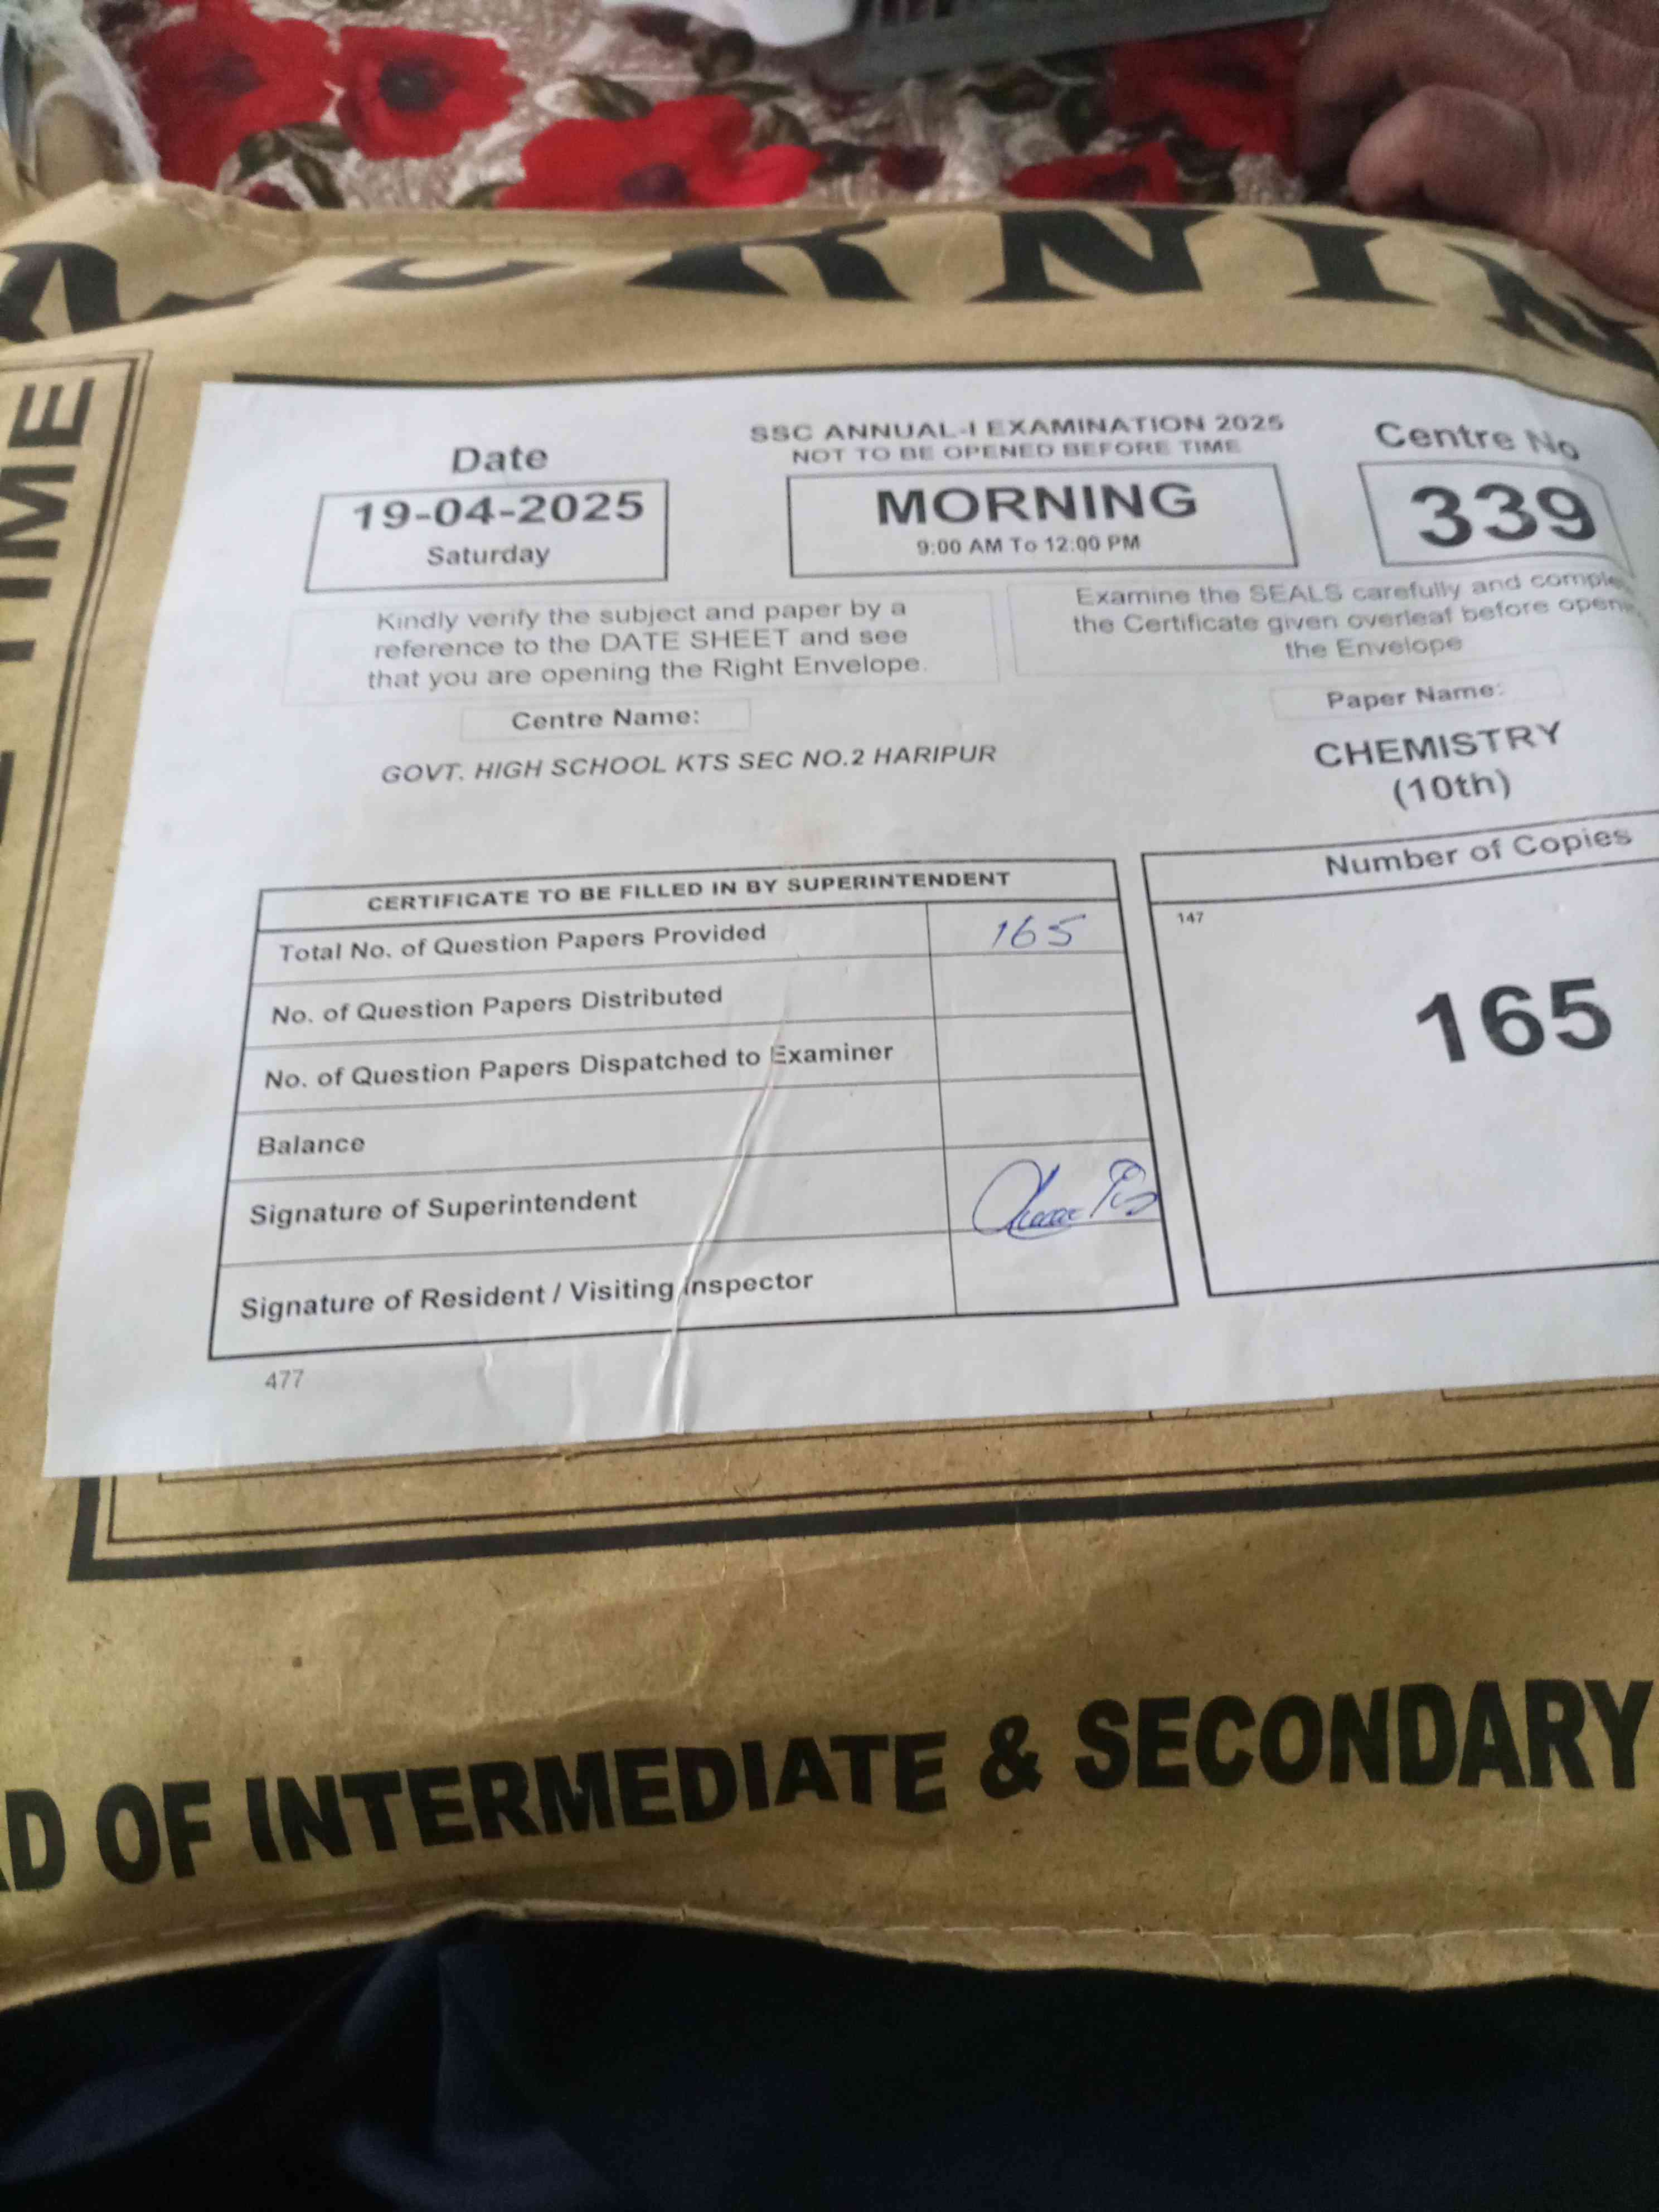 TIME
Date
19-04-2025
Saturday
SSC ANNUAL-I EXAMINATION 2025
NOT TO BE OPENED BEFORE TIME
MORNING
9:00 AM To 12:00 PM
Centre No
339
Kindly verify the subject and paper by a
reference to the DATE SHEET and see
that you are opening the Right Envelope.
Examine the SEALS carefully and
the Certificate given overleaf before
the Envelope
Centre Name:
GOVT. HIGH SCHOOL KTS SEC NO.2 HARIPUR
Paper Name:
CHEMISTRY
(10th)
CERTIFICATE TO BE FILLED IN BY SUPERINTENDENT
Total No. of Question Papers Provided 165
No. of Question Papers Distributed
No. of Question Papers Dispatched to Examiner
Balance
Signature of Superintendent
Signature of Resident / Visiting Inspector
Number of Copies
147
165
477
OF INTERMEDIATE & SECONDARY